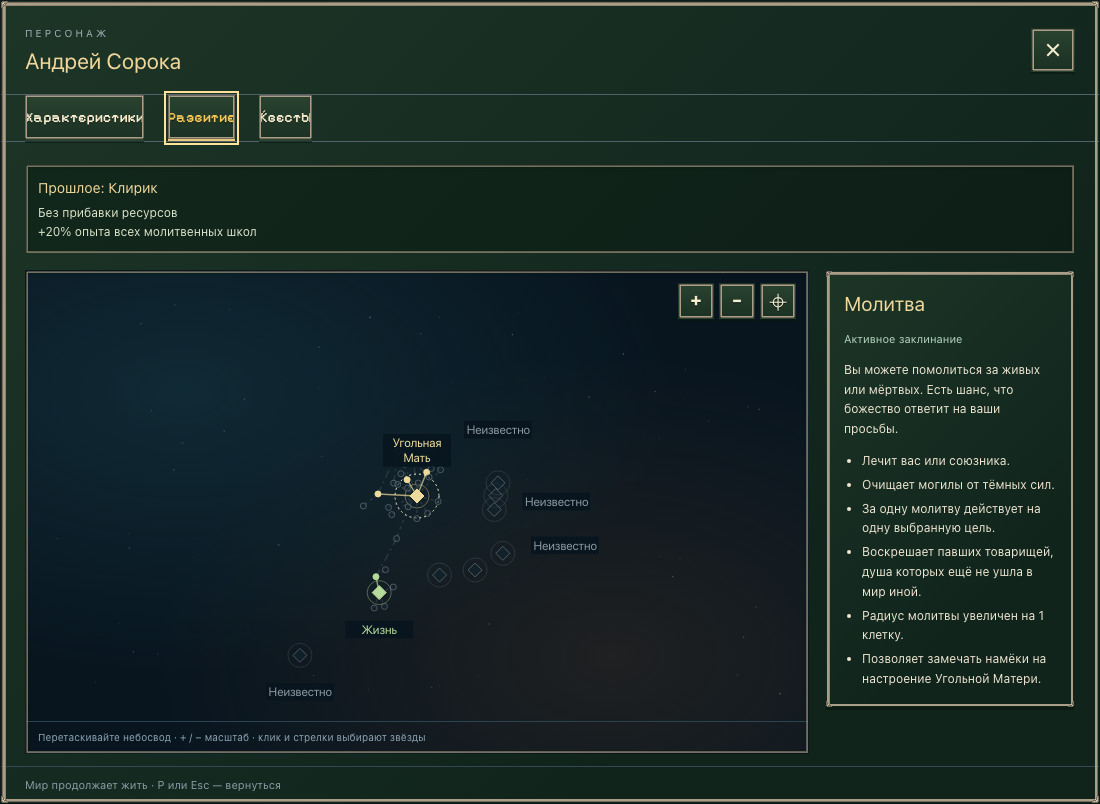 ПЕРСОНАЖ
Андрей Сорока
Характеристики
Развитие
Квесты
Прошлое: Клирик
Без прибавки ресурсов
+20% опыта всех молитвенных школ
+
−
Неизвестно
Угольная
Мать
Неизвестно
Неизвестно
Жизнь
Неизвестно
Перетаскивайте небосвод · + / − масштаб · клик и стрелки выбирают звёзды
Молитва
Активное заклинание
Вы можете помолиться за живых
или мёртвых. Есть шанс, что
божество ответит на ваши
просьбы.
• Лечит вас или союзника.
• Очищает могилы от тёмных сил.
• За одну молитву действует на
одну выбранную цель.
• Воскрешает павших товарищей,
душа которых ещё не ушла в
мир иной.
• Радиус молитвы увеличен на 1
клетку.
• Позволяет замечать намёки на
настроение Угольной Матери.
Мир продолжает жить · P или Esc — вернуться